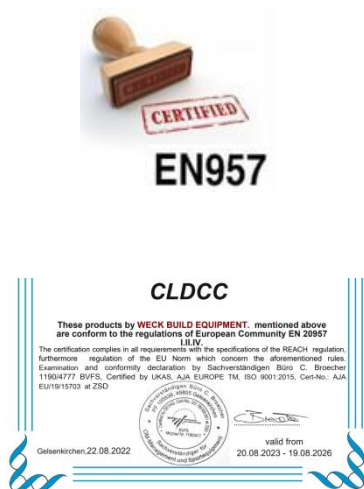 CERTIFIED
EN957
CLDCC
These products by WECK BUILD EQUIPMENT. mentioned above
are conform to the regulations of European Community EN 20957
I.II.IV.
The certification complies in all requierements with the specifications of the REACH regulation,
furthermore regulation of the EU Norm which concern the aforementioned rules.
Examination and conformity declaration by Sachverständigen Büro C. Broecher
1190/4777 BVFS, Certified by UKAS, AJA EUROPE TM, ISO 9001:2015, Cert-No.: AJA
EU/19/15703 at ZSD
Sachverständigen Büro
BVFS
Gelsenkirchen,22.08.2022
valid from
20.08.2023 - 19.08.2026